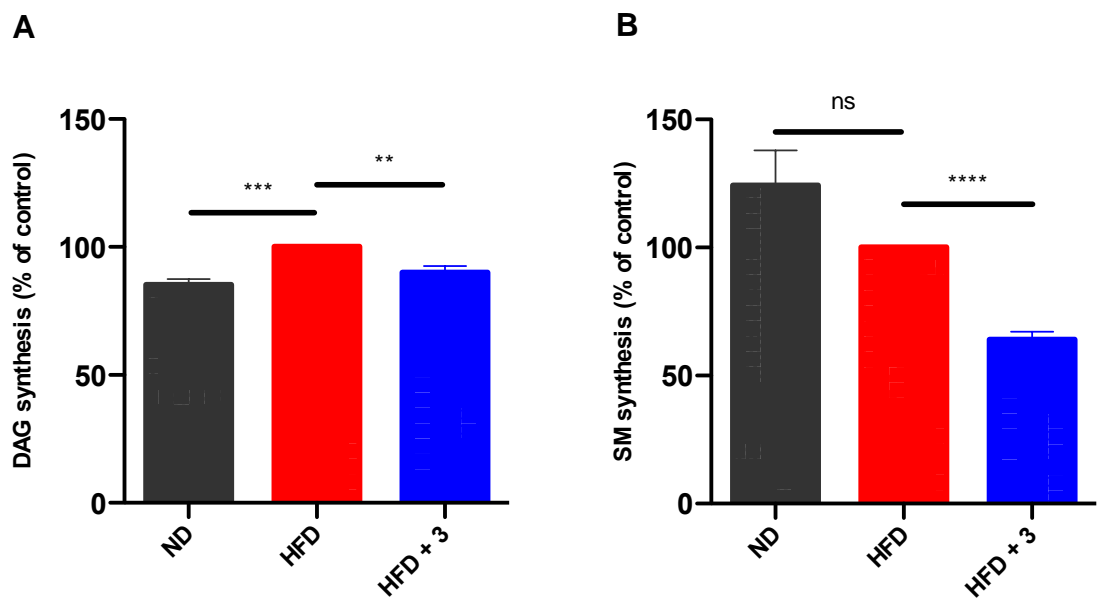 A
DAG synthesis (% of control)
150
100
50
0
***
**
ND
HFD
HFD + 3
B
SM synthesis (% of control)
150
100
50
0
ns
****
ND
HFD
HFD + 3